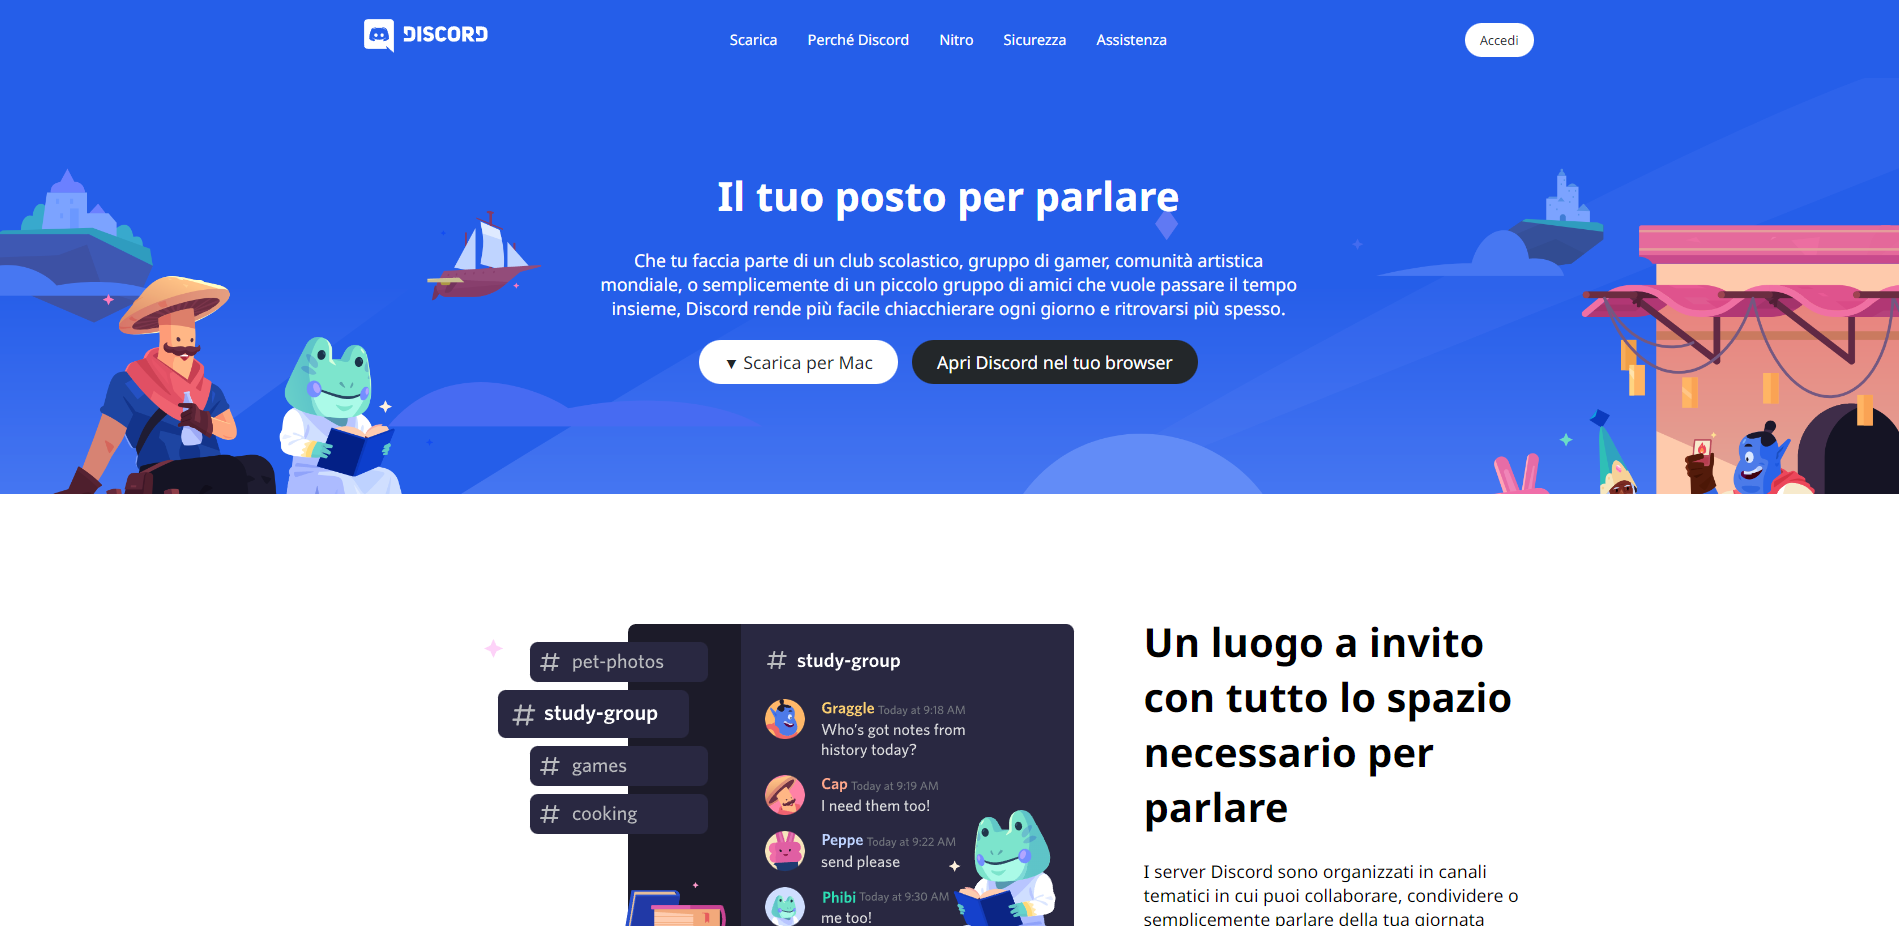 DISCORD
Scarica
Perché Discord
Nitro
Sicurezza
Assistenza
Accedi
Il tuo posto per parlare
Che tu faccia parte di un club scolastico, gruppo di gamer, comunità artistica
mondiale, o semplicemente di un piccolo gruppo di amici che vuole passare il tempo
insieme, Discord rende più facile chiacchierare ogni giorno e ritrovarsi più spesso.
▼ Scarica per Mac
Apri Discord nel tuo browser
# pet-photos
# study-group
# games
# cooking
# study-group
Graggle Today at 9:18 AM
Who's got notes from
history today?
Cap Today at 9:19 AM
I need them too!
Peppe Today at 9:22 AM
send please
Phibi Today at 9:30 AM
me too!
Un luogo a invito
con tutto lo spazio
necessario per
parlare
I server Discord sono organizzati in canali
tematici in cui puoi collaborare, condividere o
semplicemente parlare della tua giornata